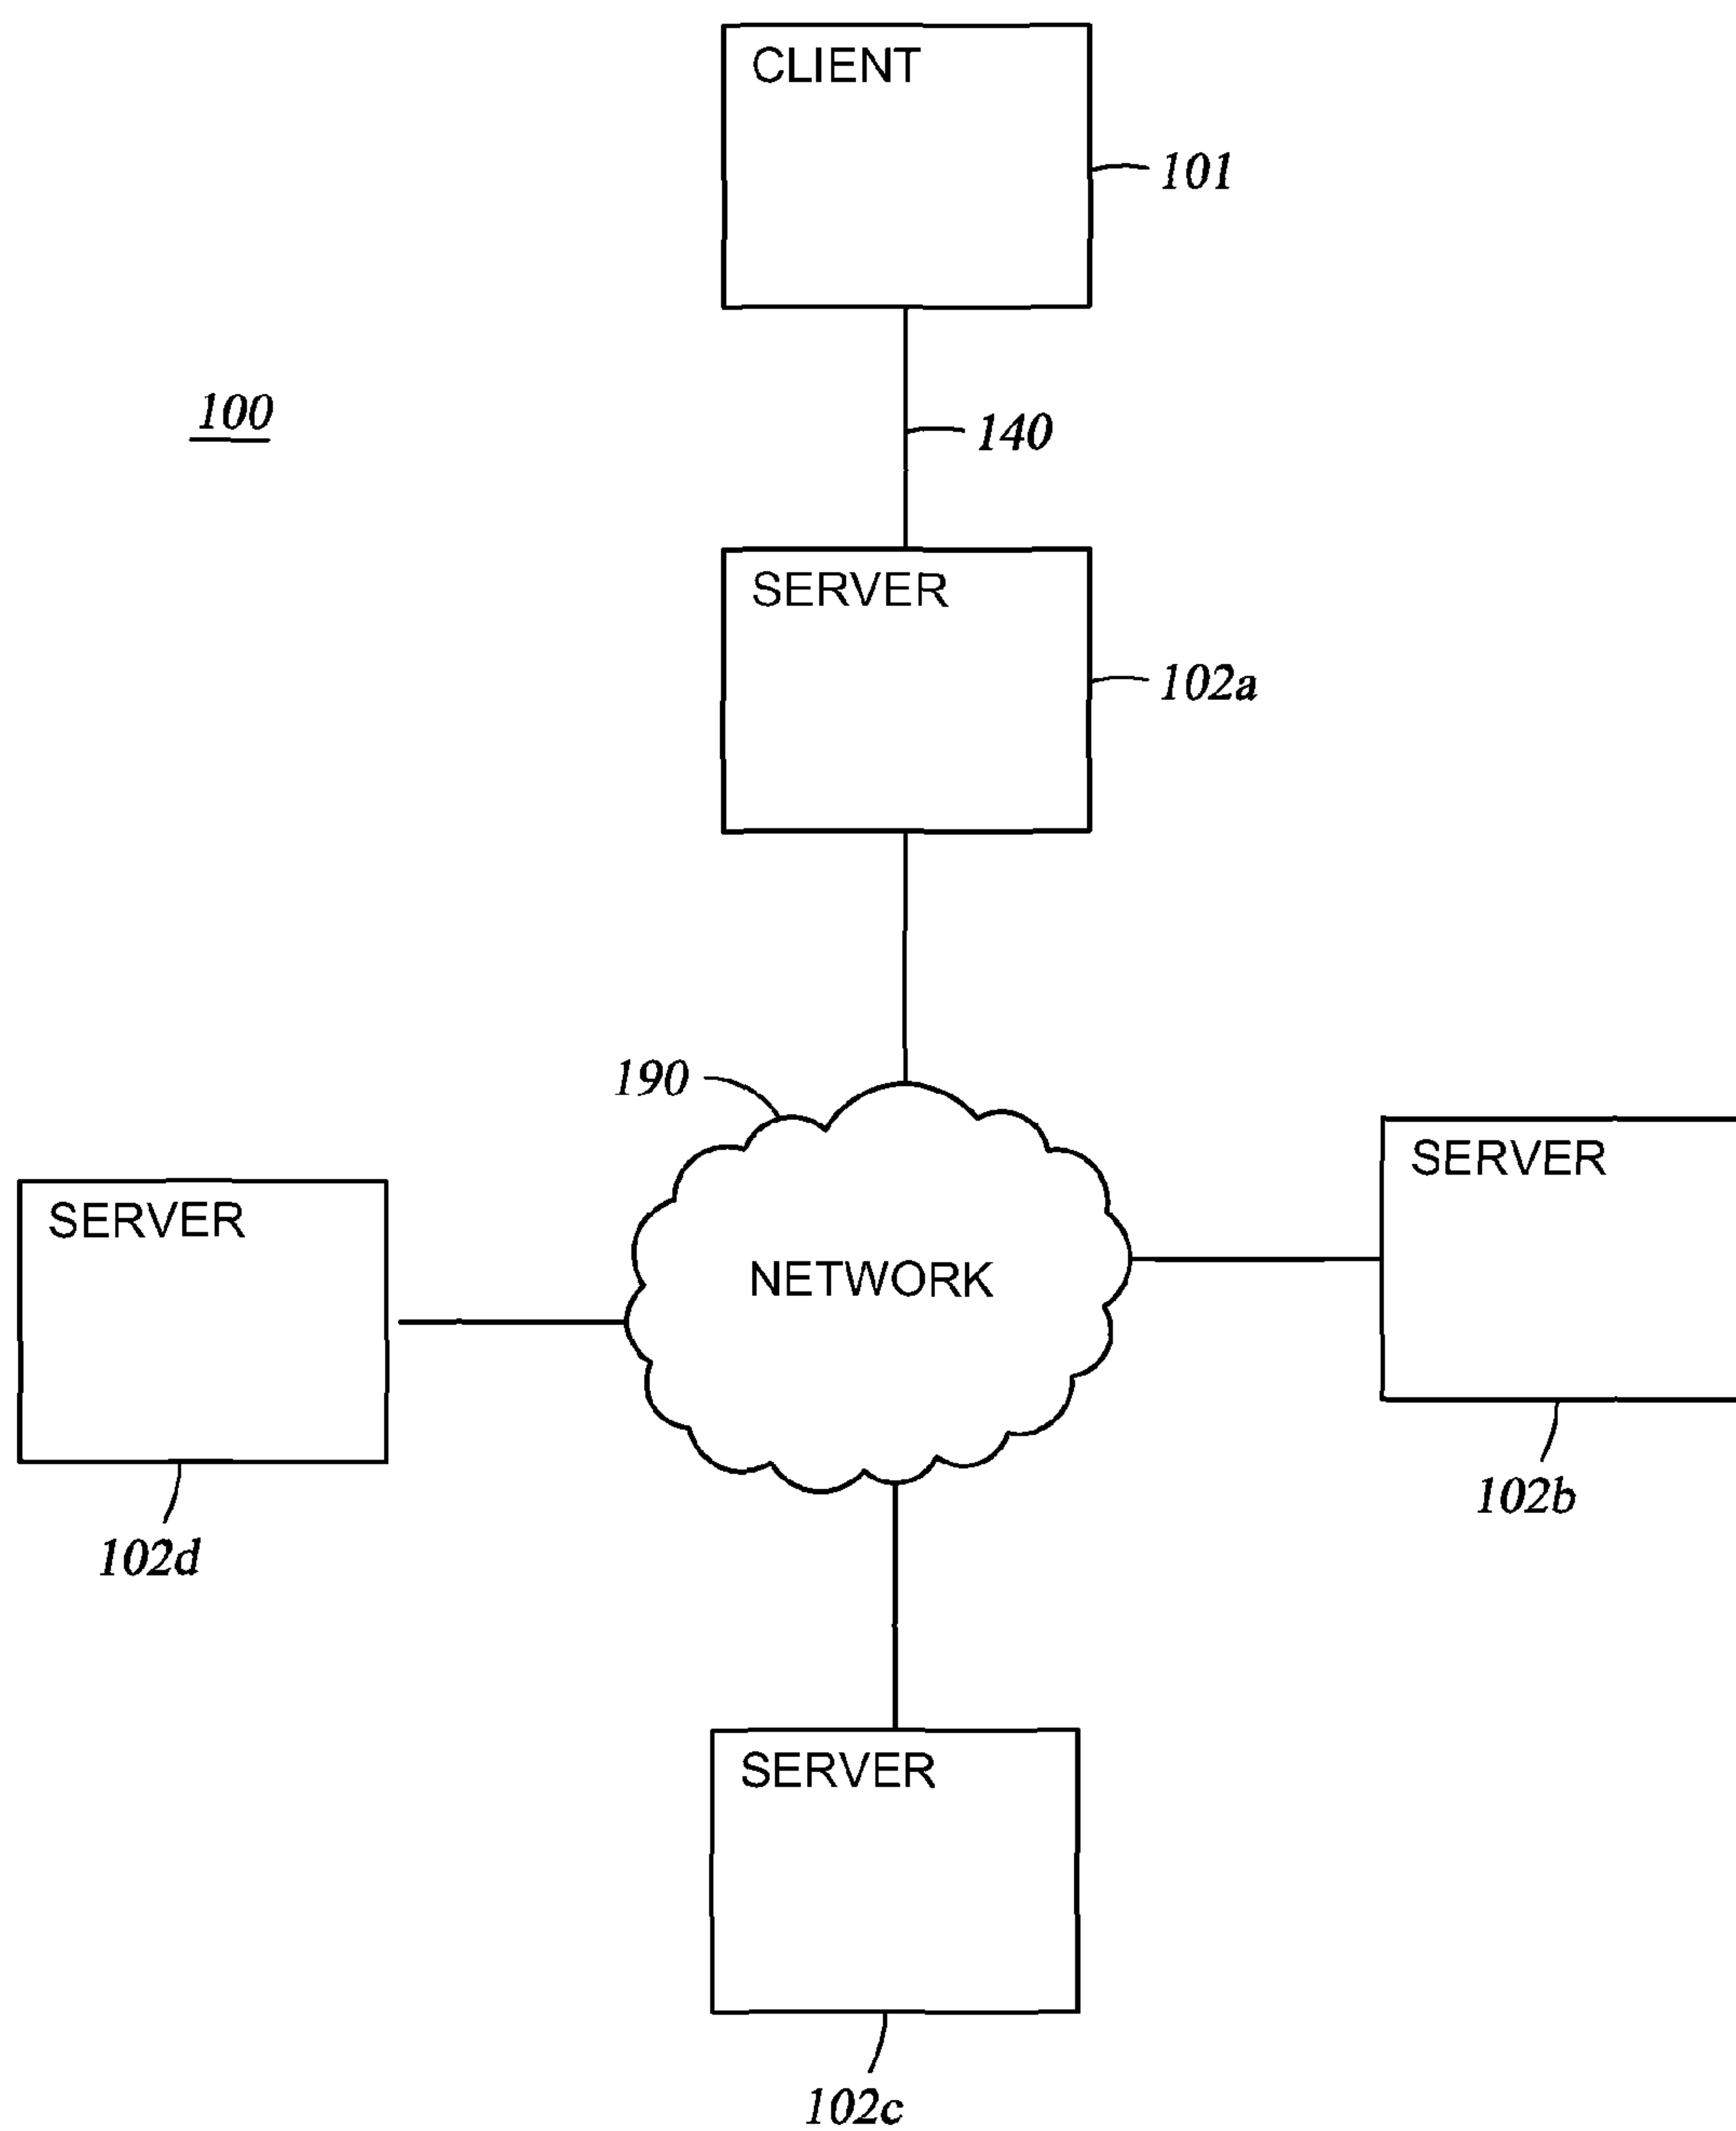 CLIENT
101
100
140
SERVER
102a
190
SERVER
SERVER
NETWORK
102b
102d
SERVER
102c